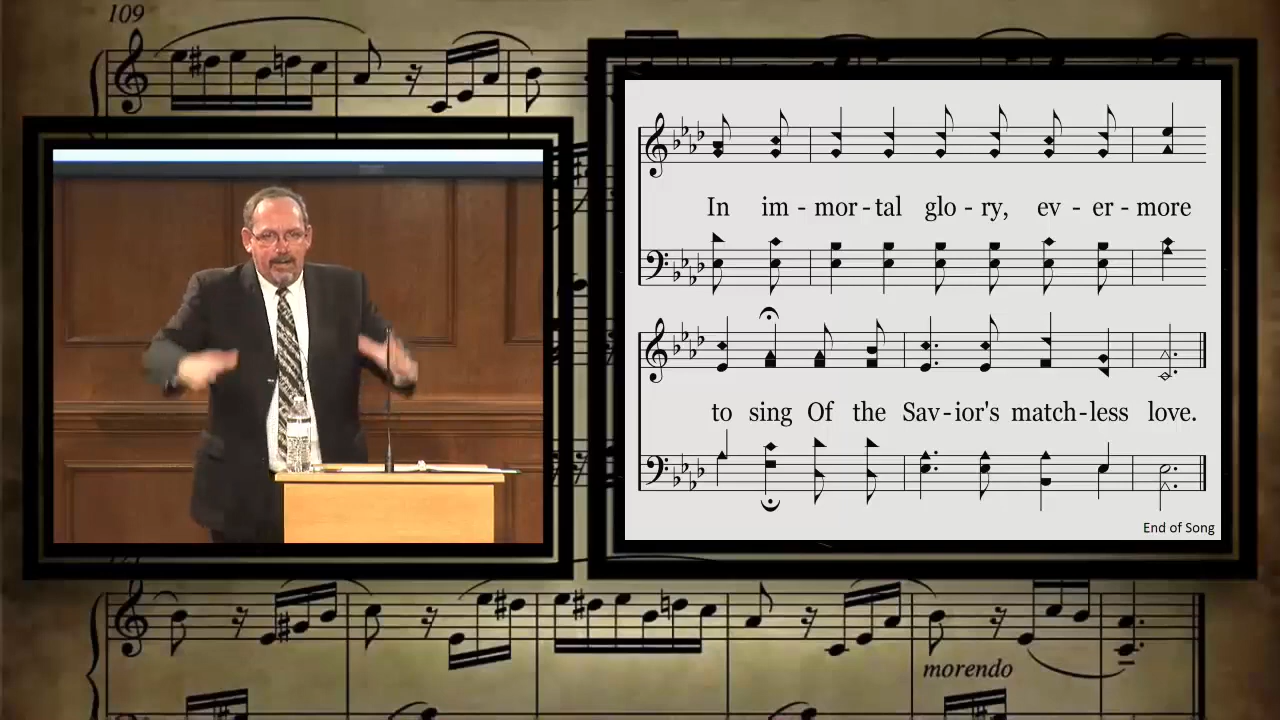 109
In im - mor - tal glo - ry, ev - er - more
to sing Of the Sav - ior's match - less love.
End of Song
morendo